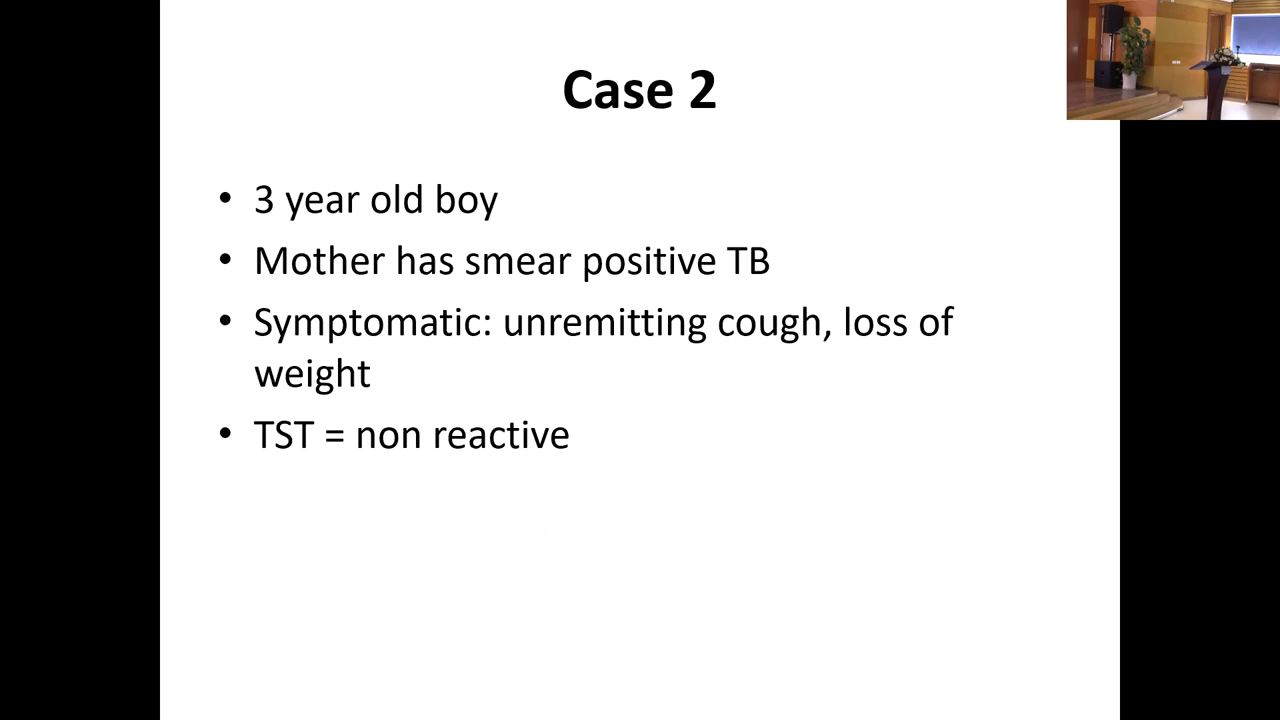 Case 2
• 3 year old boy
• Mother has smear positive TB
• Symptomatic: unremitting cough, loss of
weight
• TST = non reactive